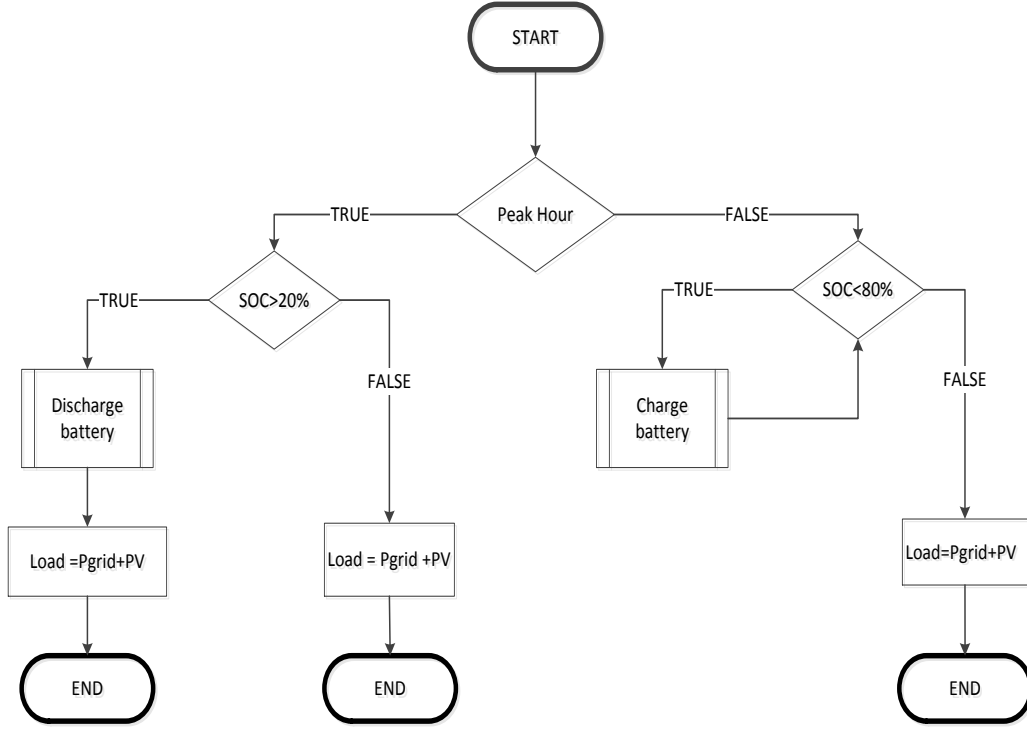 START
Peak Hour
TRUE
FALSE
SOC>20%
SOC<80%
TRUE
TRUE
FALSE
FALSE
Discharge
battery
Charge
battery
Load =Pgrid+PV
Load = Pgrid +PV
Load=Pgrid+PV
END
END
END